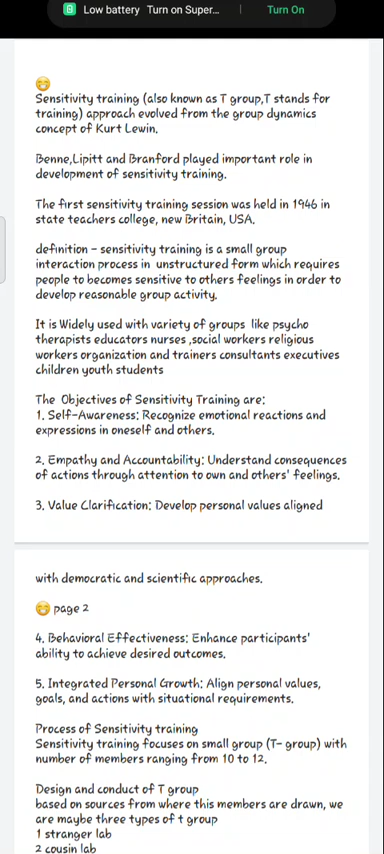 Low battery Turn on Super... | Turn On
😁
Sensitivity training (also known as T group,T stands for
training) approach evolved from the group dynamics
concept of Kurt Lewin.
Benne,Lipitt and Branford played important role in
development of sensitivity training.
The first sensitivity training session was held in 1946 in
state teachers college, new Britain, USA.
definition - sensitivity training is a small group
interaction process in unstructured form which requires
people to becomes sensitive to others feelings in order to
develop reasonable group activity.
It is Widely used with variety of groups like psycho
therapists educators nurses ,social workers religious
workers organization and trainers consultants executives
children youth students
The Objectives of Sensitivity Training are:
1. Self-Awareness: Recognize emotional reactions and
expressions in oneself and others.
2. Empathy and Accountability: Understand consequences
of actions through attention to own and others' feelings.
3. Value Clarification: Develop personal values aligned
with democratic and scientific approaches.
😁 page 2
4. Behavioral Effectiveness: Enhance participants'
ability to achieve desired outcomes.
5. Integrated Personal Growth: Align personal values,
goals, and actions with situational requirements.
Process of Sensitivity training
Sensitivity training focuses on small group (T- group) with
number of members ranging from 10 to 12.
Design and conduct of T group
based on sources from where this members are drawn, we
are maybe three types of t group
1 stranger lab
2 cousin lab